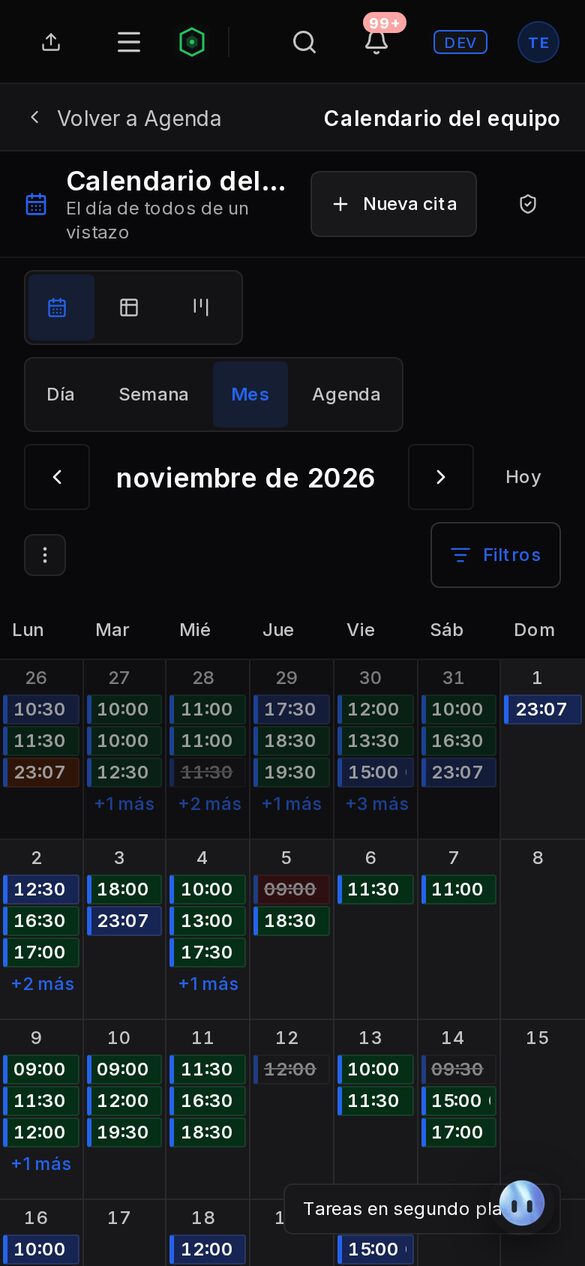 99+
DEV
TE
Volver a Agenda
Calendario del equipo
Calendario del...
El día de todos de un
vistazo
Nueva cita
Día Semana Mes Agenda
noviembre de 2026
Hoy
Filtros
Lun Mar Mié Jue Vie Sáb Dom
26 27 28 29 30 31 1
10:30 10:00 11:00 17:30 12:00 10:00 23:07
11:30 10:00 11:00 18:30 13:30 16:30
23:07 12:30 11:30 19:30 15:00 23:07
+1 más +2 más +1 más +3 más
2 3 4 5 6 7 8
12:30 18:00 10:00 09:00 11:30 11:00
16:30 23:07 13:00 18:30
17:00 17:30
+2 más +1 más
9 10 11 12 13 14 15
09:00 09:00 11:30 12:00 10:00 09:30
11:30 12:00 16:30 11:30 15:00
12:00 19:30 18:30 17:00
+1 más
16 17 18
Tareas en segundo
10:00 12:00 15:00